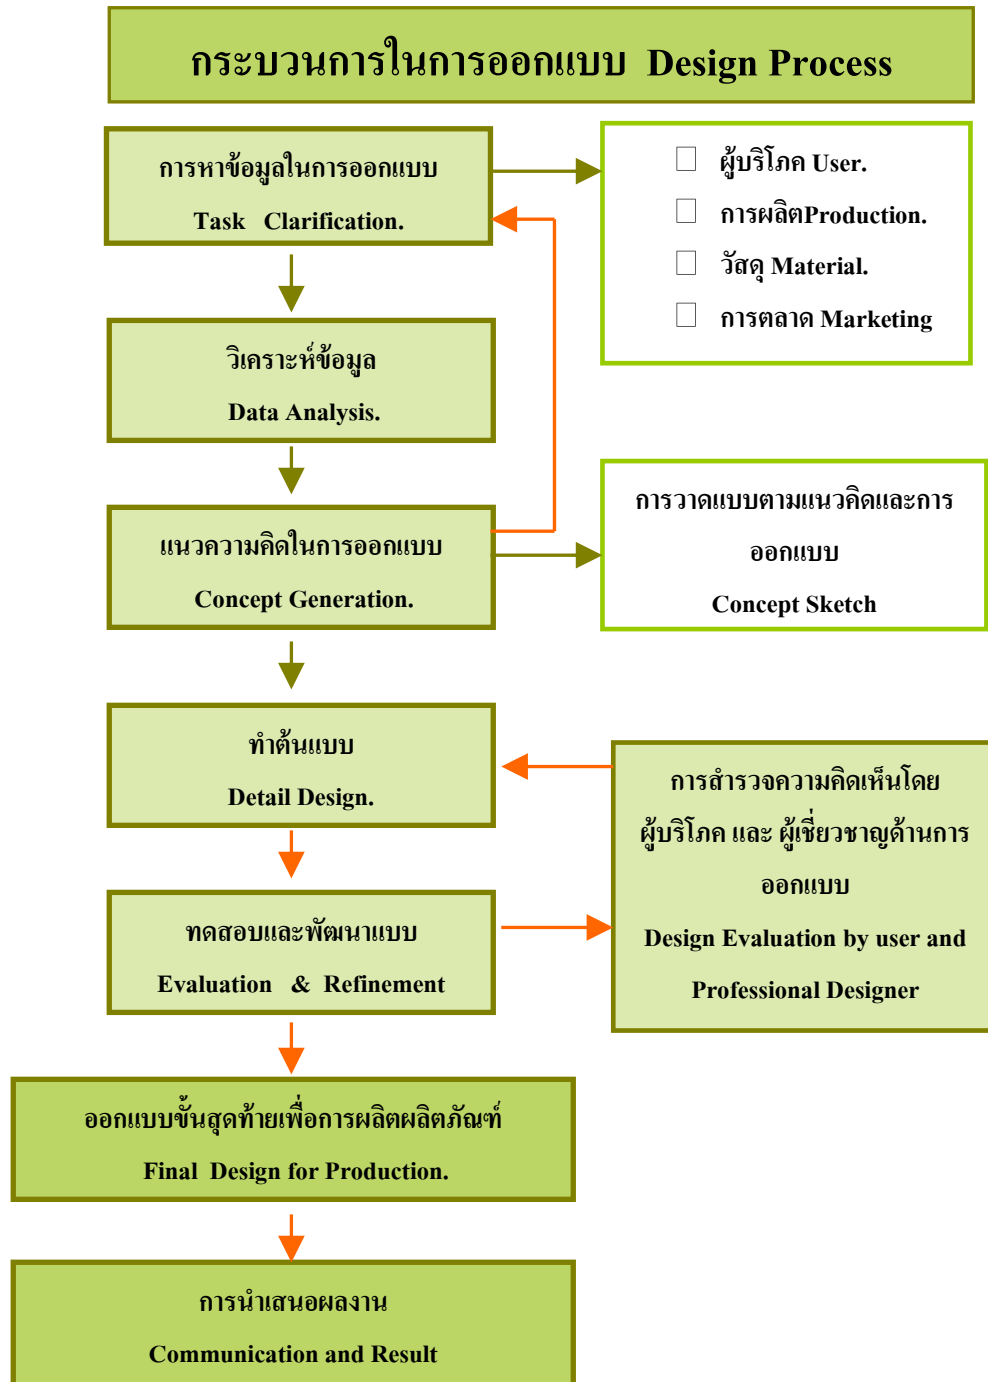 กระบวนการในการออกแบบ Design Process
การหาข้อมูลในการออกแบบ
Task Clarification.
☐ ผู้บริโภค User.
☐ การผลิตProduction.
☐ วัสดุ Material.
☐ การตลาด Marketing
วิเคราะห์ข้อมูล
Data Analysis.
แนวความคิดในการออกแบบ
Concept Generation.
การวาดแบบตามแนวคิดและการ
ออกแบบ
Concept Sketch
ทำต้นแบบ
Detail Design.
การสำรวจความคิดเห็นโดย
ผู้บริโภค และ ผู้เชี่ยวชาญด้านการ
ออกแบบ
Design Evaluation by user and
Professional Designer
ทดสอบและพัฒนาแบบ
Evaluation & Refinement
ออกแบบขั้นสุดท้ายเพื่อการผลิตผลิตภัณฑ์
Final Design for Production.
การนำเสนอผลงาน
Communication and Result